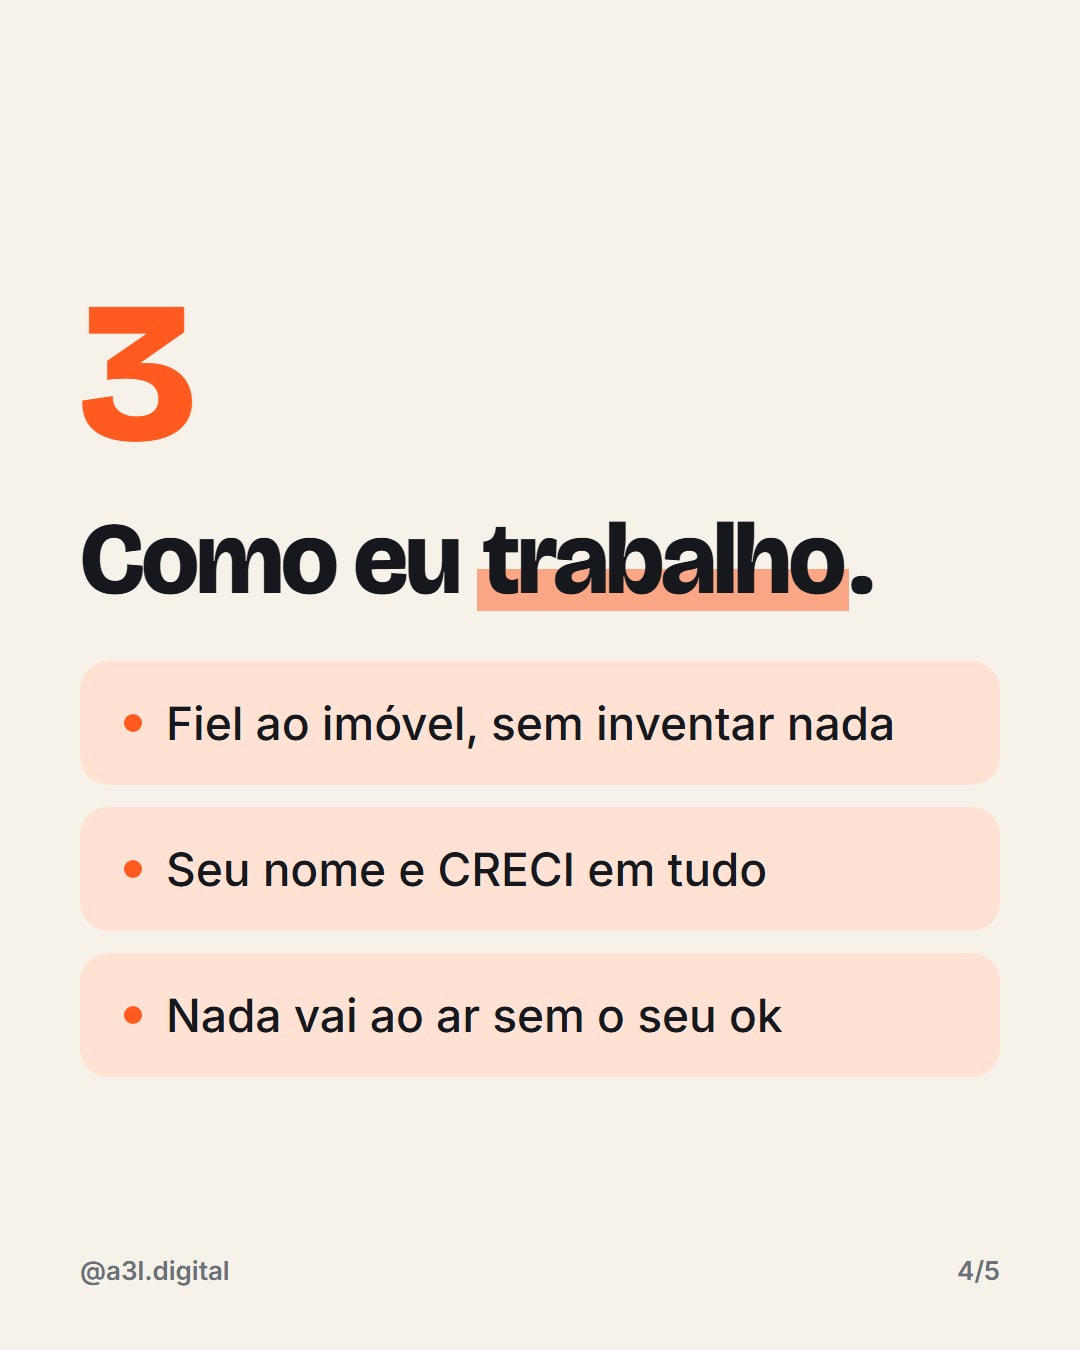 3
Como eu trabalho.
Fiel ao imóvel, sem inventar nada
Seu nome e CRECI em tudo
Nada vai ao ar sem o seu ok
@a3l.digital
4/5